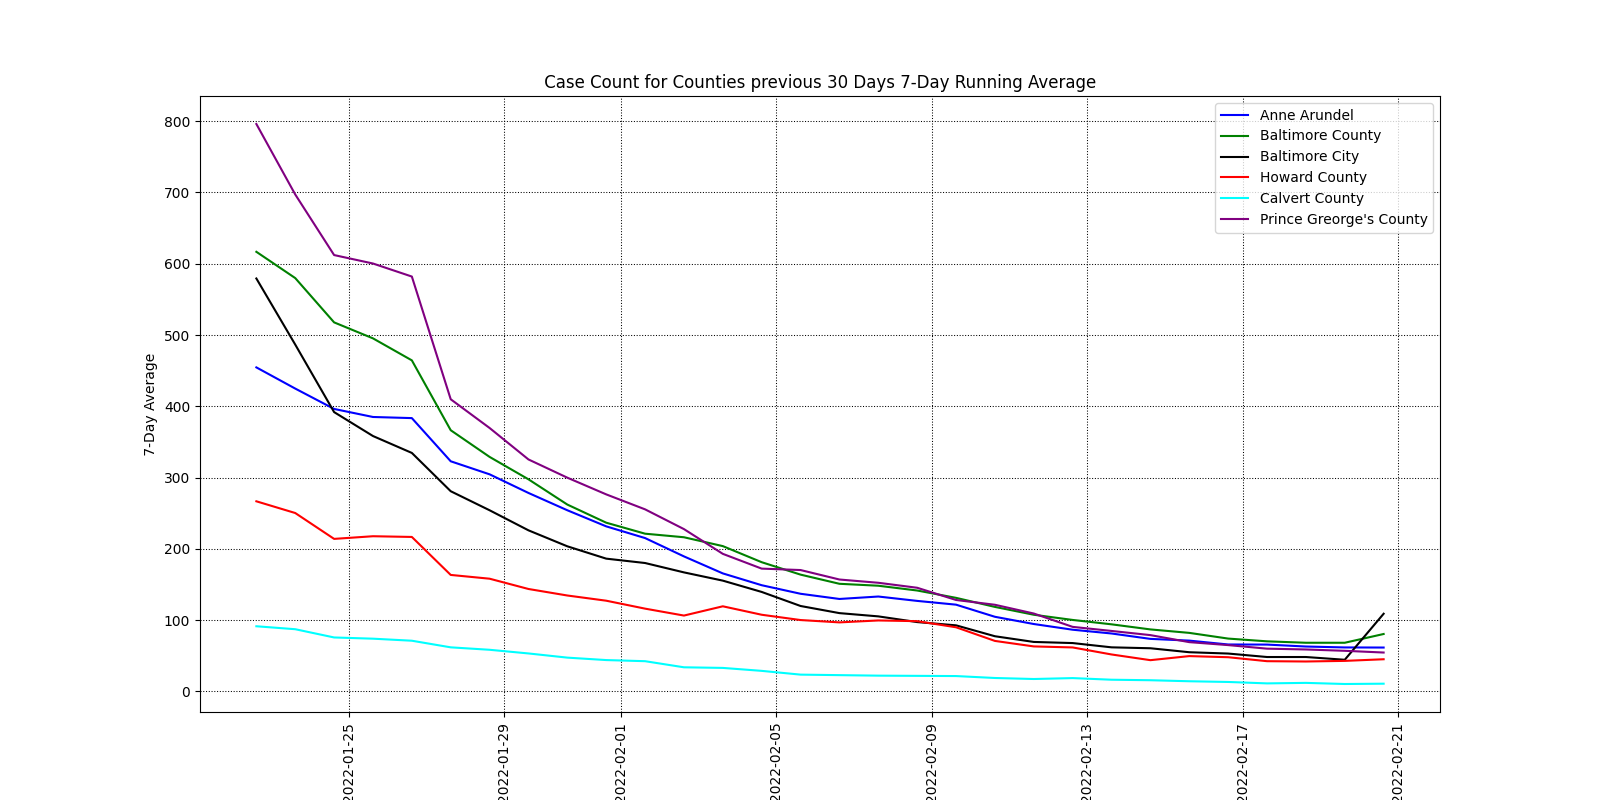 Case Count for Counties previous 30 Days 7-Day Running Average
Anne Arundel
Baltimore County
Baltimore City
Howard County
Calvert County
Prince Greorge's County
7-Day Average
800
700
600
500
400
300
200
100
0
2022-01-25
2022-01-29
2022-02-01
2022-02-05
2022-02-09
2022-02-13
2022-02-17
2022-02-21